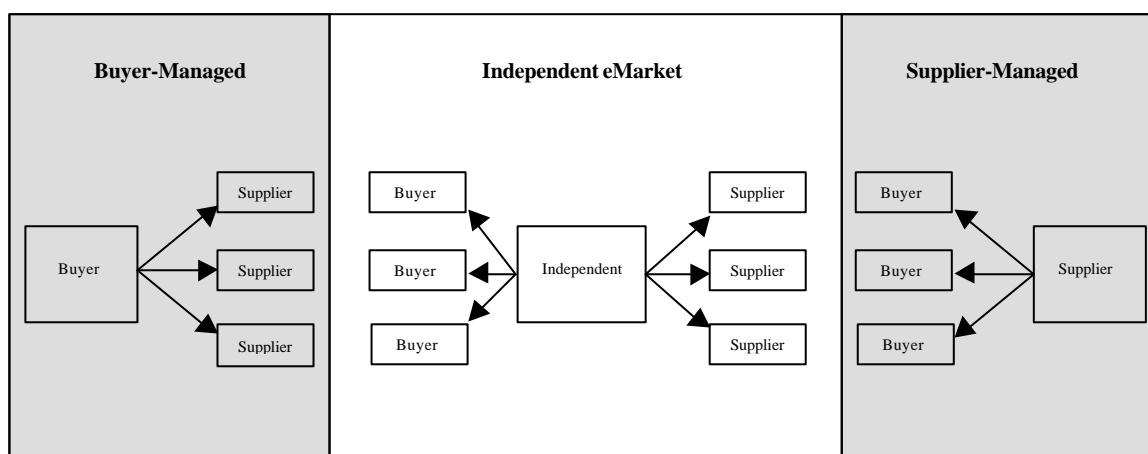 Buyer-Managed
Buyer
Supplier
Supplier
Supplier
Independent eMarket
Buyer
Buyer
Buyer
Independent
Supplier
Supplier
Supplier
Supplier-Managed
Buyer
Buyer
Buyer
Supplier